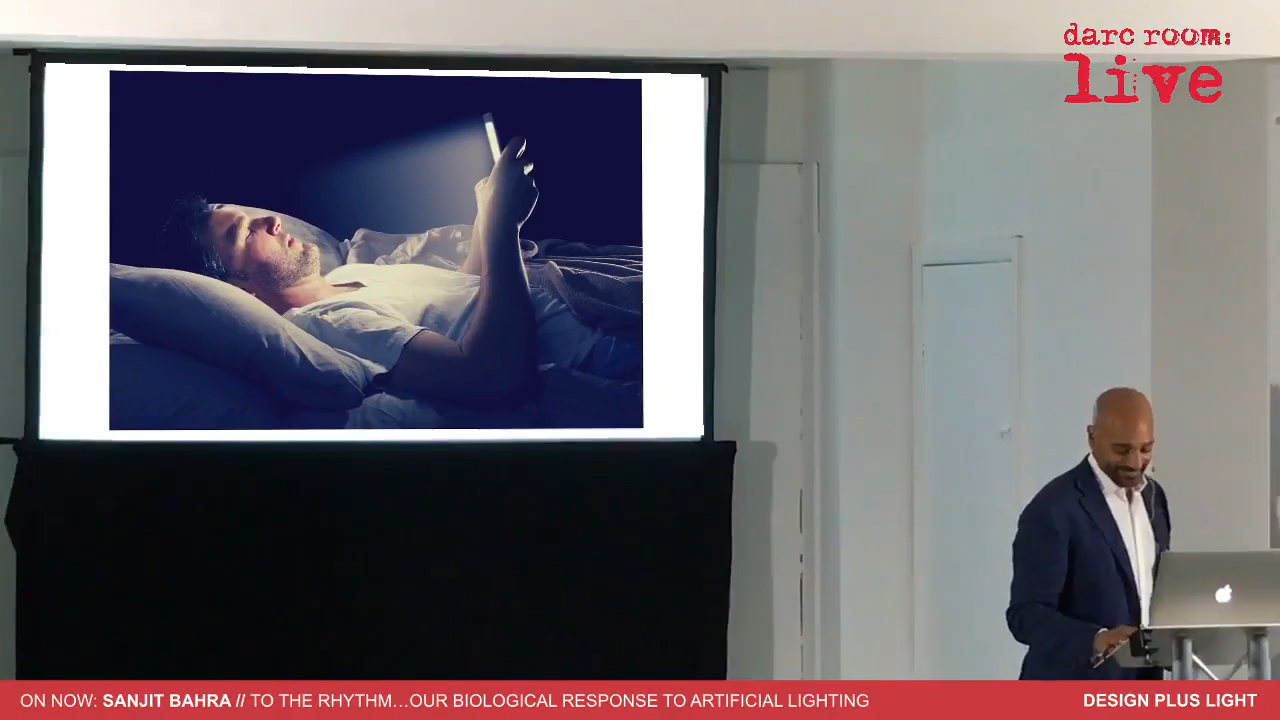 darc room:
live
ON NOW: SANJIT BAHRA // TO THE RHYTHM...OUR BIOLOGICAL RESPONSE TO ARTIFICIAL LIGHTING
DESIGN PLUS LIGHT